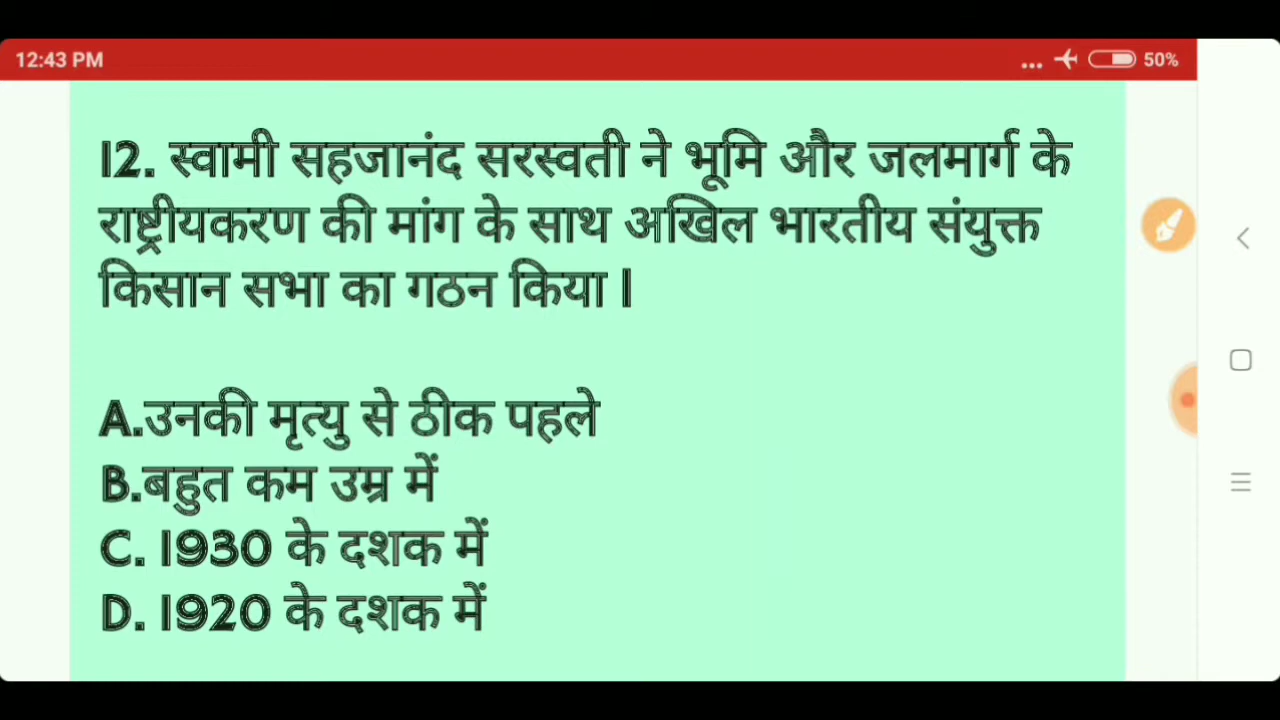 12:43 PM
... 50%
12. स्वामी सहजानंद सरस्वती ने भूमि और जलमार्ग के
राष्ट्रीयकरण की मांग के साथ अखिल भारतीय संयुक्त
किसान सभा का गठन किया।
A.उनकी मृत्यु से ठीक पहले
B.बहुत कम उम्र में
C. 1930 के दशक में
D. 1920 के दशक में